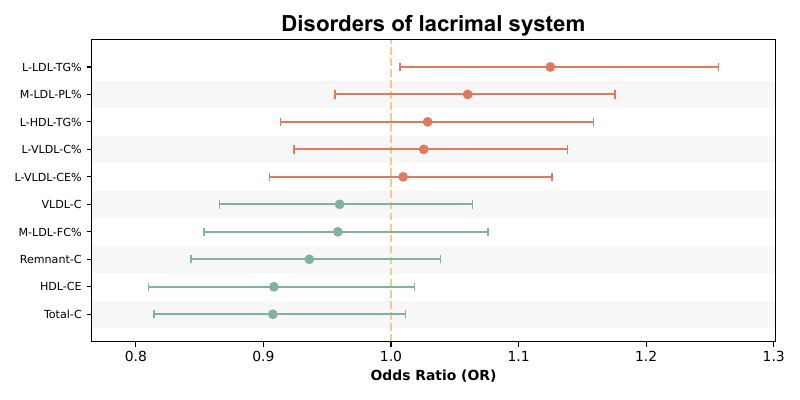 Disorders of lacrimal system
L-LDL-TG%
M-LDL-PL%
L-HDL-TG%
L-VLDL-C%
L-VLDL-CE%
VLDL-C
M-LDL-FC%
Remnant-C
HDL-CE
Total-C
0.8 0.9 1.0 1.1 1.2 1.3
Odds Ratio (OR)